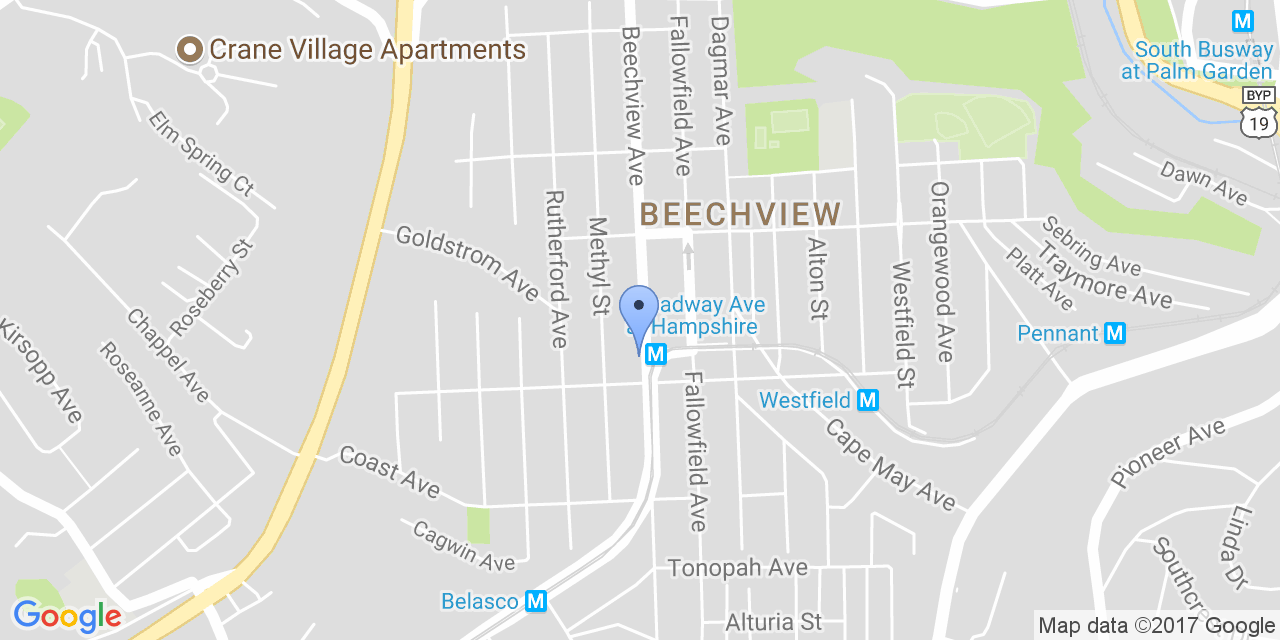 Crane Village Apartments
Beechview Ave
Fallowfield Ave
Dagmar Ave
M
South Busway
at Palm Garden
BYP
19
Elm Spring Ct
Dawn Ave
BEECHVIEW
Rutherford Ave
Methyl St
Goldstrom Ave
Roseberry St
Alton St
Westfield St
Orangewood Ave
Sebring Ave
Traymore Ave
Platt Ave
adway Ave
Hampshire
M
Pennant M
Kirsopp Ave
Chappel Ave
Roseanne Ave
Westfield M
Fallowfield Ave
Cape May Ave
Pioneer Ave
Coast Ave
Cagwin Ave
Linda Dr
Tonopah Ave
Belasco M
Alturia St
Google
Map data ©2017 Google